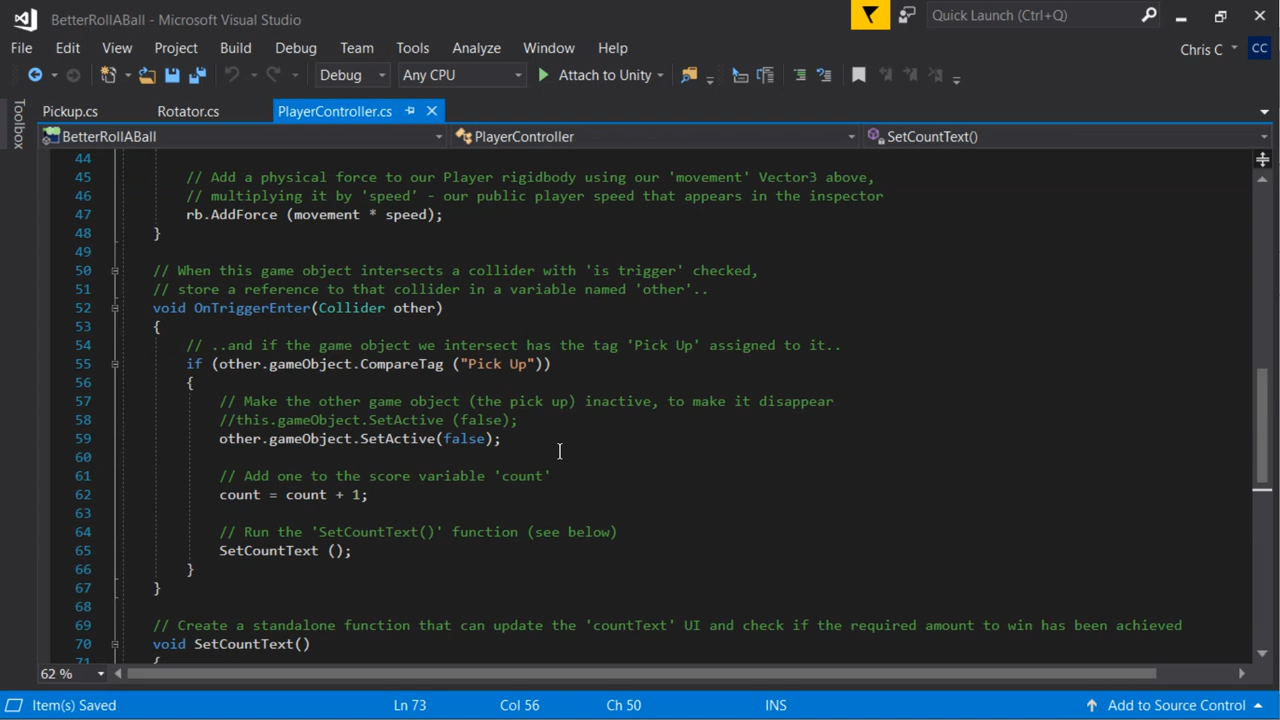 BetterRollABall - Microsoft Visual Studio
Quick Launch (Ctrl+Q)
File Edit View Project Build Debug Team Tools Analyze Window Help
Chris C
CC
Debug Any CPU Attach to Unity
Toolbox
Pickup.cs Rotator.cs PlayerController.cs
BetterRollABall PlayerController SetCountText()
44
45 // Add a physical force to our Player rigidbody using our 'movement' Vector3 above,
46 // multiplying it by 'speed' - our public player speed that appears in the inspector
47 rb.AddForce (movement * speed);
48 }
49
50 // When this game object intersects a collider with 'is trigger' checked,
51 // store a reference to that collider in a variable named 'other'..
52 void OnTriggerEnter(Collider other)
53 {
54 // ..and if the game object we intersect has the tag 'Pick Up' assigned to it..
55 if (other.gameObject.CompareTag ("Pick Up"))
56 {
57 // Make the other game object (the pick up) inactive, to make it disappear
58 //this.gameObject.SetActive (false);
59 other.gameObject.SetActive(false);
60
61 // Add one to the score variable 'count'
62 count = count + 1;
63
64 // Run the 'SetCountText()' function (see below)
65 SetCountText ();
66 }
67 }
68
69 // Create a standalone function that can update the 'countText' UI and check if the required amount to win has been achieved
70 void SetCountText()
71 {
62 %
Item(s) Saved Ln 73 Col 56 Ch 50 INS Add to Source Control